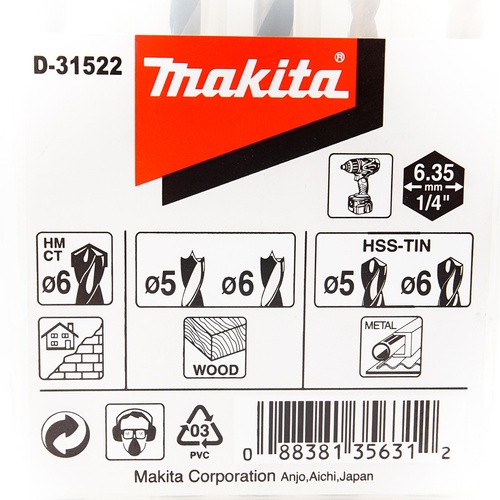 D-31522
makita®
6.35
mm
1/4"
HM
CT
ø6
ø5 ø6
HSS-TIN
ø5 ø6
WOOD
METAL
03
PVC
0 88381 35631 2
Makita Corporation Anjo,Aichi,Japan